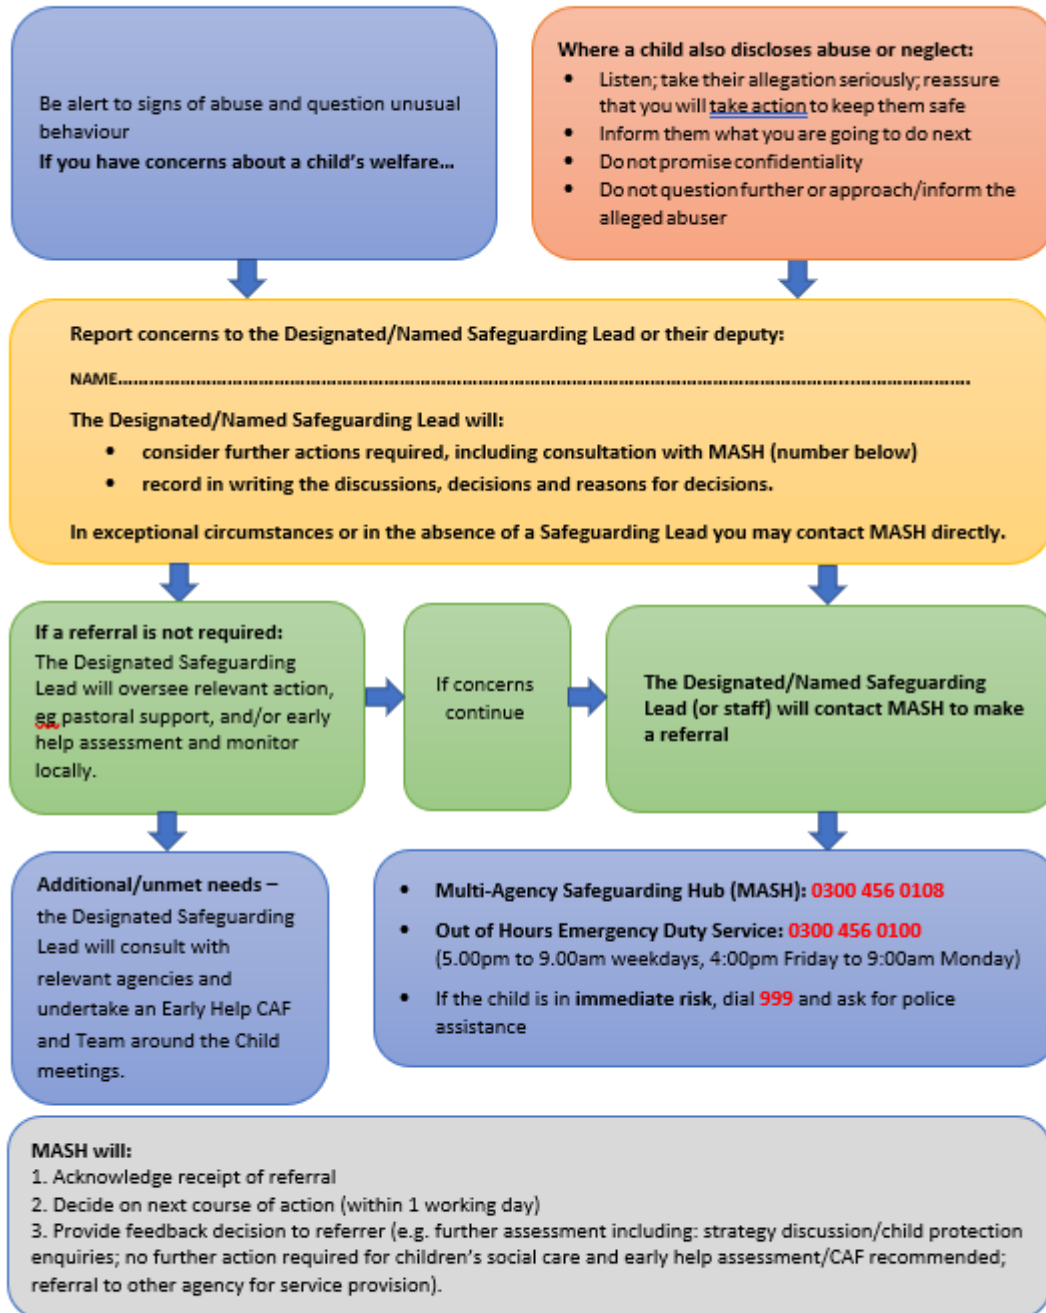 Be alert to signs of abuse and question unusual
behaviour
If you have concerns about a child's welfare…
Where a child also discloses abuse or neglect:
• Listen; take their allegation seriously; reassure
that you will take action to keep them safe
• Inform them what you are going to do next
• Do not promise confidentiality
• Do not question further or approach/inform the
alleged abuser
Report concerns to the Designated/Named Safeguarding Lead or their deputy:
NAME……………………………………………………………………………………………………………………………....………………….
The Designated/Named Safeguarding Lead will:
• consider further actions required, including consultation with MASH (number below)
• record in writing the discussions, decisions and reasons for decisions.
In exceptional circumstances or in the absence of a Safeguarding Lead you may contact MASH directly.
If a referral is not required:
The Designated Safeguarding
Lead will oversee relevant action,
eg pastoral support, and/or early
help assessment and monitor
locally.
If concerns
continue
The Designated/Named Safeguarding
Lead (or staff) will contact MASH to make
a referral
Additional/unmet needs –
the Designated Safeguarding
Lead will consult with
relevant agencies and
undertake an Early Help CAF
and Team around the Child
meetings.
• Multi-Agency Safeguarding Hub (MASH): 0300 456 0108
• Out of Hours Emergency Duty Service: 0300 456 0100
(5.00pm to 9.00am weekdays, 4:00pm Friday to 9:00am Monday)
• If the child is in immediate risk, dial 999 and ask for police
assistance
MASH will:
1. Acknowledge receipt of referral
2. Decide on next course of action (within 1 working day)
3. Provide feedback decision to referrer (e.g. further assessment including: strategy discussion/child protection
enquiries; no further action required for children's social care and early help assessment/CAF recommended;
referral to other agency for service provision).